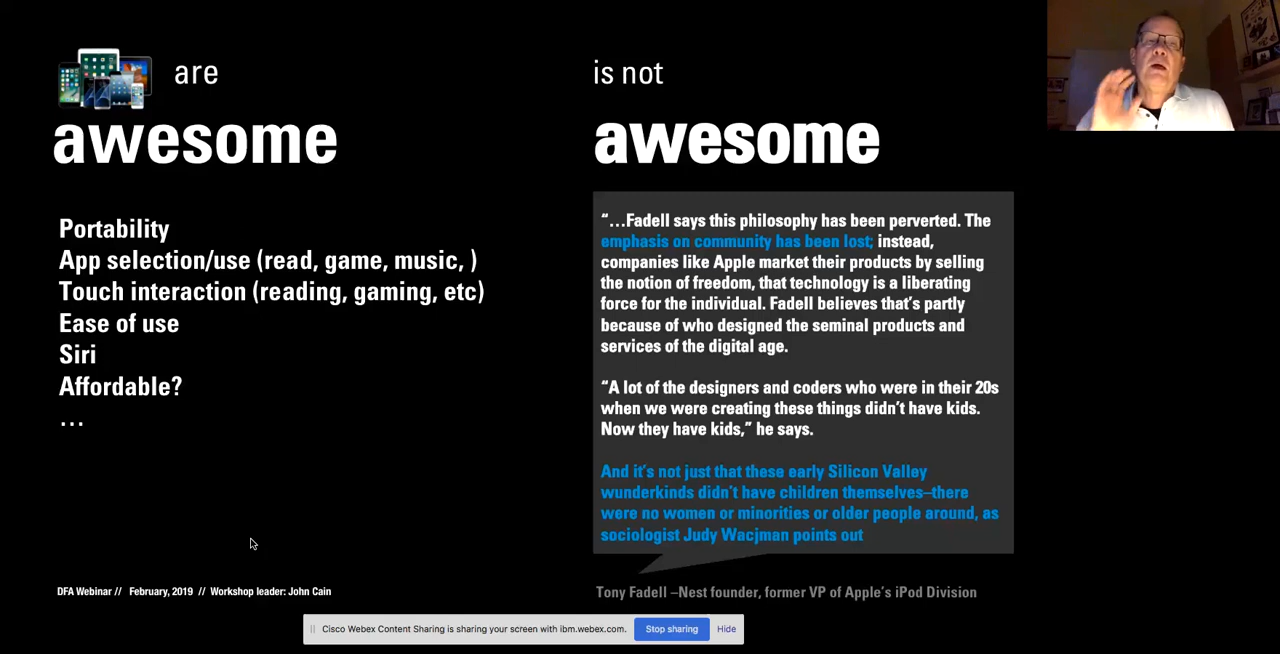 are
awesome
Portability
App selection/use (read, game, music, )
Touch interaction (reading, gaming, etc)
Ease of use
Siri
Affordable?
…
is not
awesome
“…Fadell says this philosophy has been perverted. The
emphasis on community has been lost; instead,
companies like Apple market their products by selling
the notion of freedom, that technology is a liberating
force for the individual. Fadell believes that’s partly
because of who designed the seminal products and
services of the digital age.
“A lot of the designers and coders who were in their 20s
when we were creating these things didn’t have kids.
Now they have kids,” he says.
And it’s not just that these early Silicon Valley
wunderkinds didn’t have children themselves–there
were no women or minorities or older people around, as
sociologist Judy Wacjman points out
Tony Fadell –Nest founder, former VP of Apple’s iPod Division
DFA Webinar // February, 2019 // Workshop leader: John Cain
Cisco Webex Content Sharing is sharing your screen with ibm.webex.com.
Stop sharing
Hide